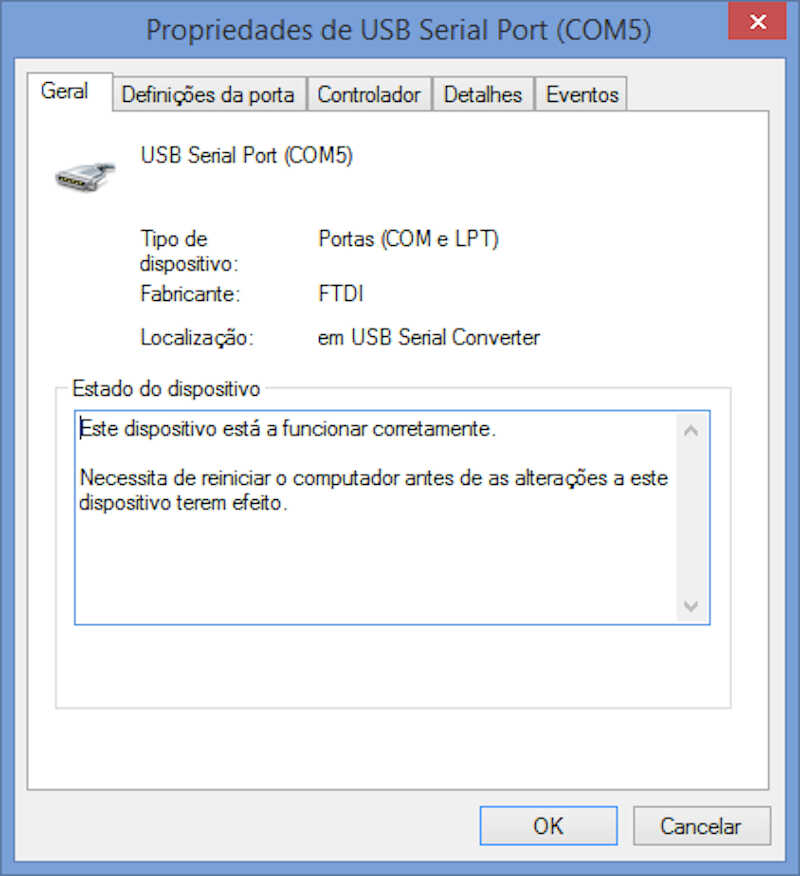 Propriedades de USB Serial Port (COM5)
Geral
Definições da porta
Controlador
Detalhes
Eventos
USB Serial Port (COM5)
Tipo de
dispositivo:
Portas (COM e LPT)
Fabricante:
FTDI
Localização:
em USB Serial Converter
Estado do dispositivo
Este dispositivo está a funcionar corretamente.
Necessita de reiniciar o computador antes de as alterações a este
dispositivo terem efeito.
OK
Cancelar